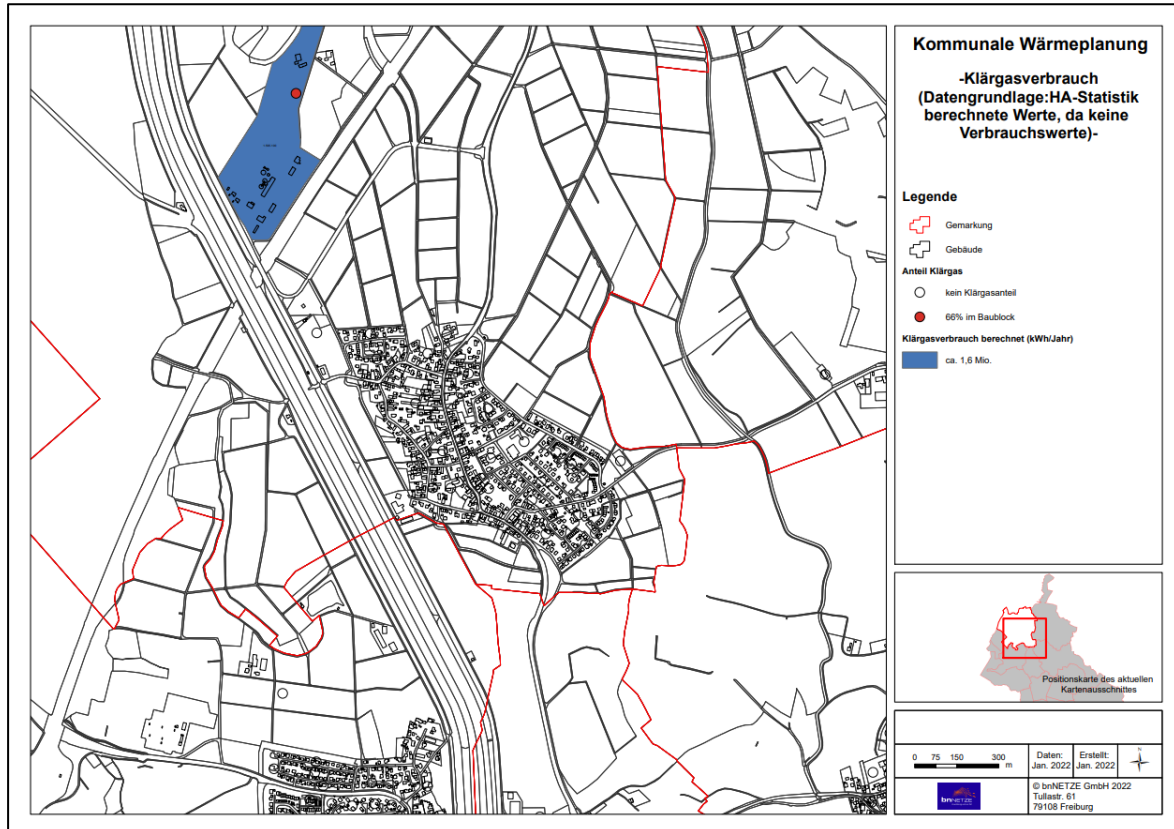 Kommunale Wärmeplanung
-Klärgasverbrauch
(Datengrundlage:HA-Statistik
berechnete Werte, da keine
Verbrauchswerte)-
Legende
Gemarkung
Gebäude
Anteil Klärgas
kein Klärgasanteil
66% im Baublock
Klärgasverbrauch berechnet (kWh/Jahr)
ca. 1,6 Mio.
Positionskarte des aktuellen
Kartenausschnittes
0 75 150 300
m
Daten:
Jan. 2022
Erstellt:
Jan. 2022
N
bnNETZE
© bnNETZE GmbH 2022
Tullastr. 61
79108 Freiburg